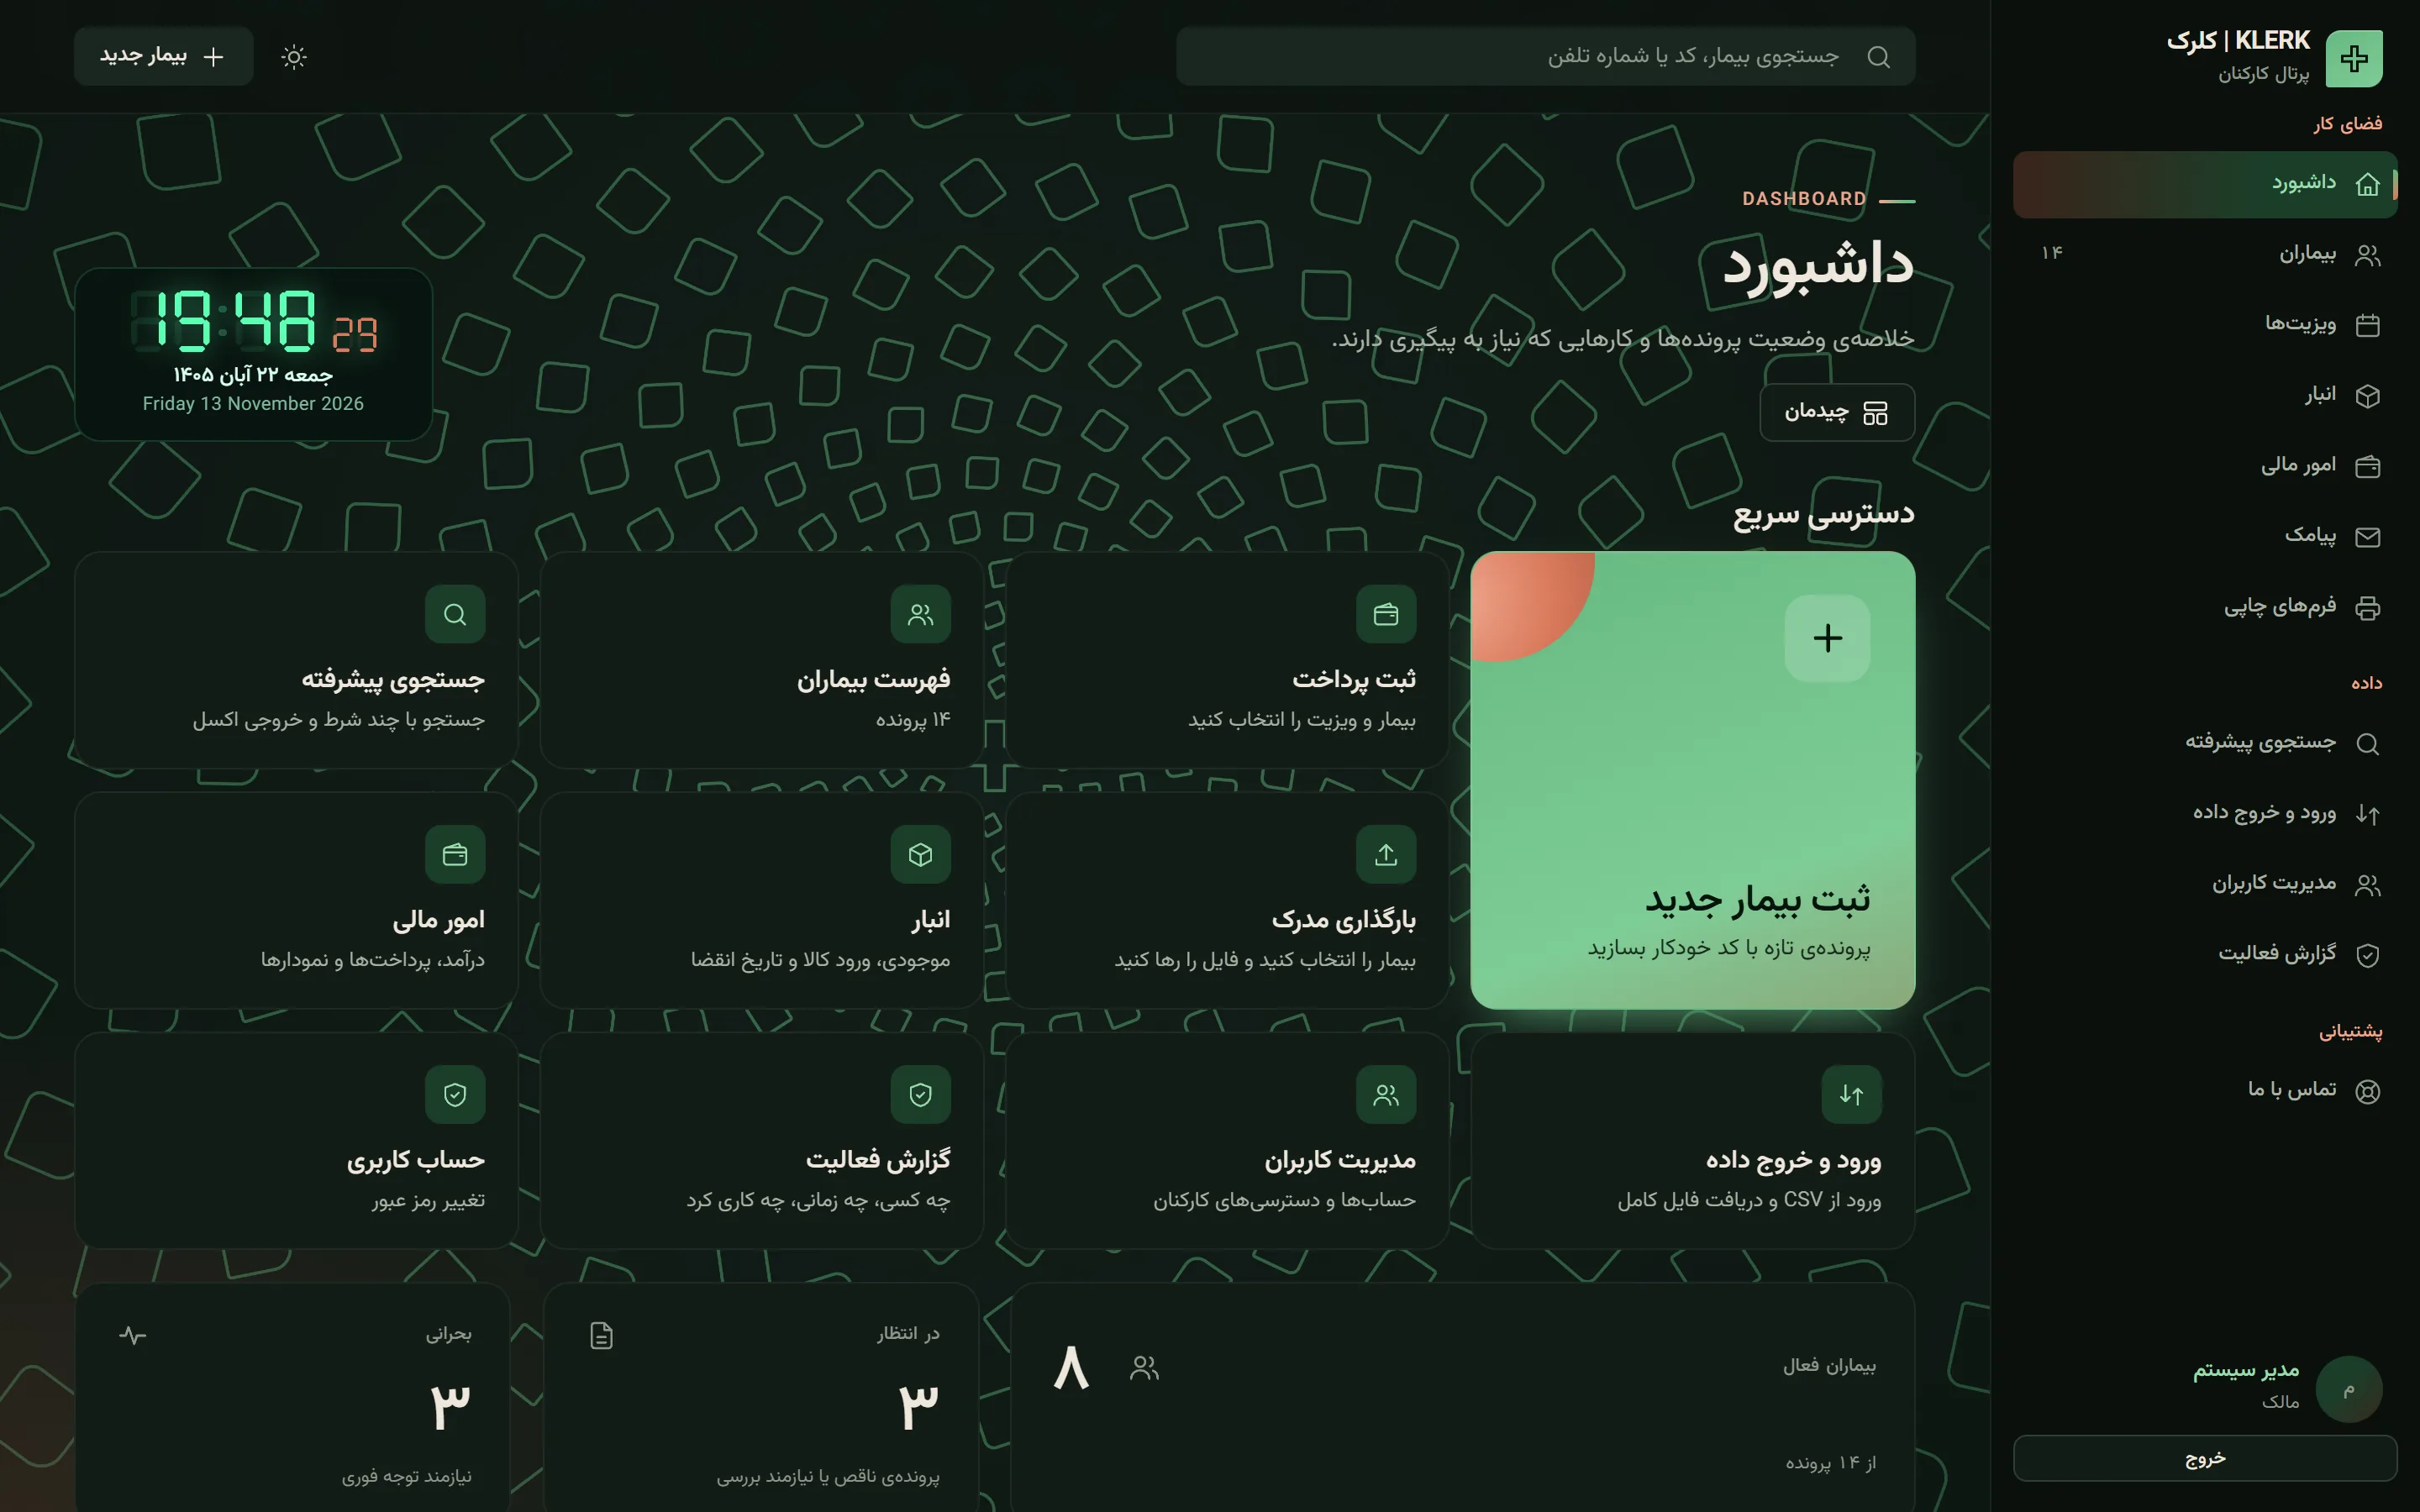 KLERK | کلرک
پرتال کارکنان
فضای کار
داشبورد
بیماران
۱۴
ویزیت‌ها
انبار
امور مالی
پیامک
فرم‌های چاپی
داده
جستجوی پیشرفته
ورود و خروج داده
مدیریت کاربران
گزارش فعالیت
پشتیبانی
تماس با ما
م
مدیر سیستم
مالک
خروج
جستجوی بیمار، کد یا شماره تلفن
بیمار جدید
DASHBOARD
داشبورد
خلاصه‌ی وضعیت پرونده‌ها و کارهایی که نیاز به پیگیری دارند.
چیدمان
19:48 29
جمعه ۲۲ آبان ۱۴۰۵
Friday 13 November 2026
دسترسی سریع
ثبت بیمار جدید
پرونده‌ی تازه با کد خودکار بسازید
ثبت پرداخت
بیمار و ویزیت را انتخاب کنید
فهرست بیماران
۱۴ پرونده
جستجوی پیشرفته
جستجو با چند شرط و خروجی اکسل
بارگذاری مدرک
بیمار را انتخاب کنید و فایل را رها کنید
انبار
موجودی، ورود کالا و تاریخ انقضا
امور مالی
درآمد، پرداخت‌ها و نمودارها
ورود و خروج داده
ورود از CSV و دریافت فایل کامل
مدیریت کاربران
حساب‌ها و دسترسی‌های کارکنان
گزارش فعالیت
چه کسی، چه زمانی، چه کاری کرد
حساب کاربری
تغییر رمز عبور
بیماران فعال
۸
از ۱۴ پرونده
در انتظار
۳
پرونده‌ی ناقص یا نیازمند بررسی
بحرانی
۳
نیازمند توجه فوری